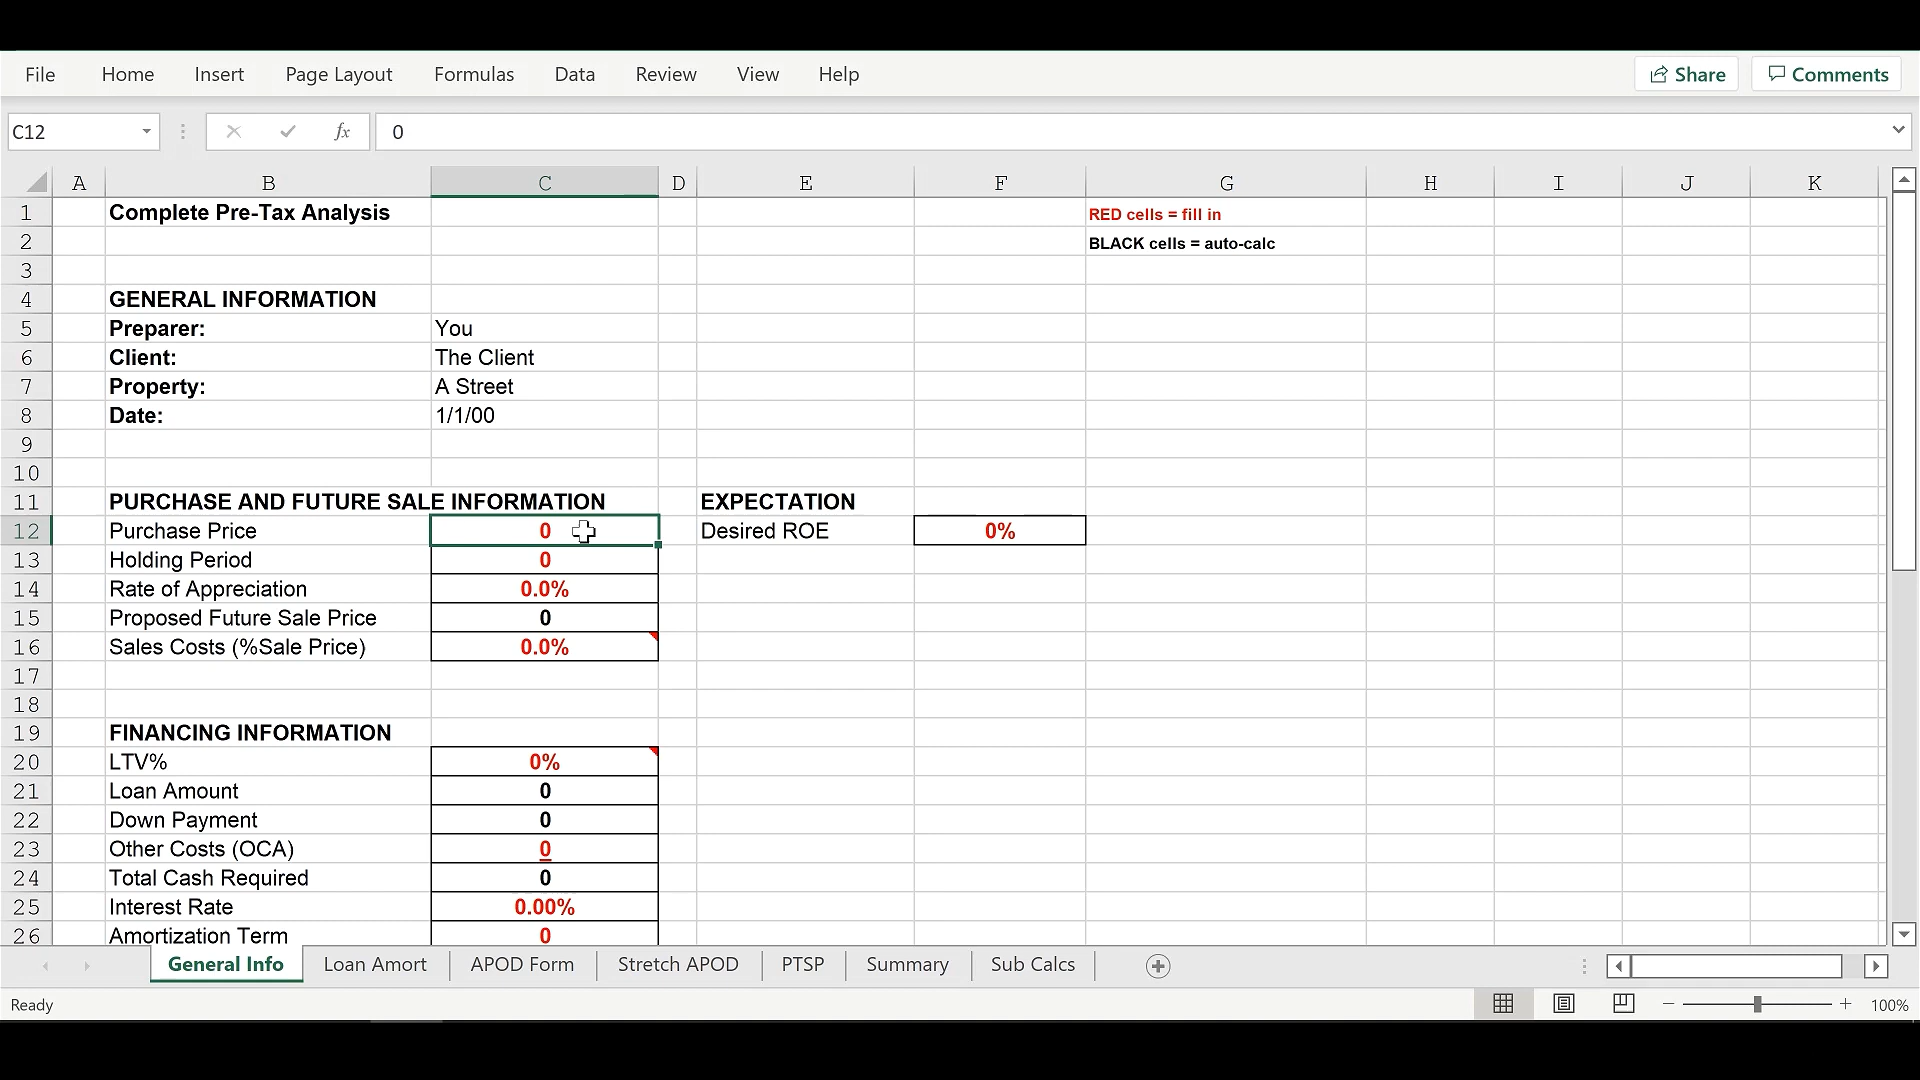 File Home Insert Page Layout Formulas Data Review View Help Share Comments
C12 fx 0
A B C D E F G H I J K
1 Complete Pre-Tax Analysis RED cells = fill in
2 BLACK cells = auto-calc
3
4 GENERAL INFORMATION
5 Preparer: You
6 Client: The Client
7 Property: A Street
8 Date: 1/1/00
9
10
11 PURCHASE AND FUTURE SALE INFORMATION EXPECTATION
12 Purchase Price 0 Desired ROE 0%
13 Holding Period 0
14 Rate of Appreciation 0.0%
15 Proposed Future Sale Price 0
16 Sales Costs (%Sale Price) 0.0%
17
18
19 FINANCING INFORMATION
20 LTV% 0%
21 Loan Amount 0
22 Down Payment 0
23 Other Costs (OCA) 0
24 Total Cash Required 0
25 Interest Rate 0.00%
26 Amortization Term 0
General Info Loan Amort APOD Form Stretch APOD PTSP Summary Sub Calcs
Ready 100%